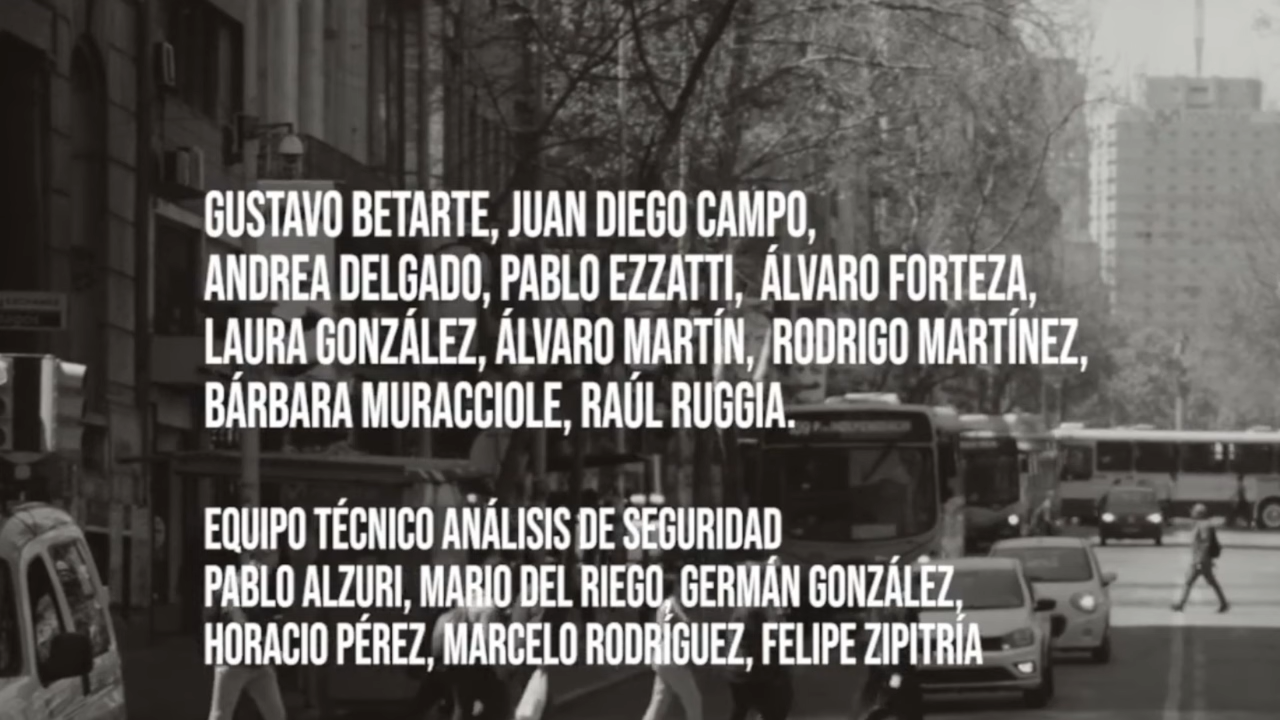 GUSTAVO BETARTE, JUAN DIEGO CAMPO,
ANDREA DELGADO, PABLO EZZATTI, ÁLVARO FORTEZA,
LAURA GONZÁLEZ, ÁLVARO MARTÍN, RODRIGO MARTÍNEZ,
BÁRBARA MURACCIOLE, RAÚL RUGGIA.
EQUIPO TÉCNICO ANÁLISIS DE SEGURIDAD
PABLO ALZURI, MARIO DEL RIEGO, GERMÁN GONZÁLEZ,
HORACIO PÉREZ, MARCELO RODRÍGUEZ, FELIPE ZIPITRÍA